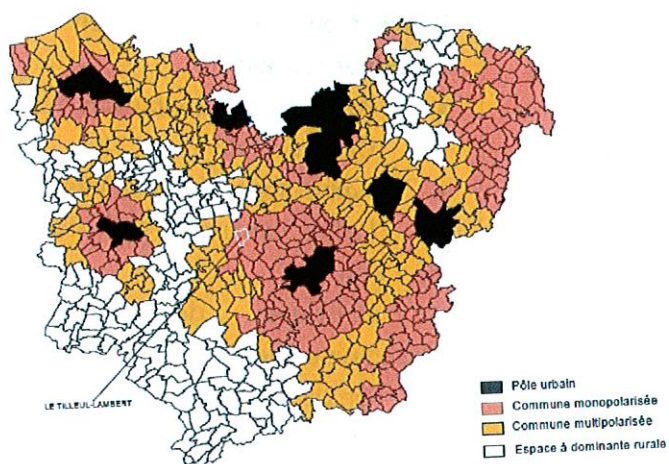 LE TILLEUL-LAMBERT
Pôle urbain
Commune monopolarisée
Commune multipolarisée
Espace à dominante rurale